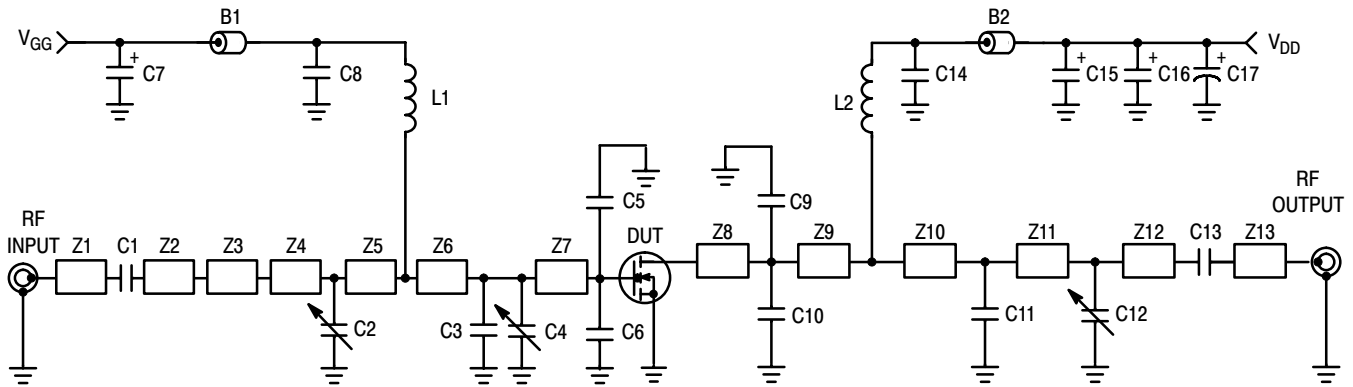 B1
B2
VGG
VDD
+
C7
C8
L1
L2
C14
+
C15
+
C16
+
C17
RF
INPUT
C5
C9
RF
OUTPUT
Z1
C1
Z2
Z3
Z4
Z5
Z6
Z7
DUT
Z8
Z9
Z10
Z11
Z12
C13
Z13
C2
C3
C4
C6
C10
C11
C12